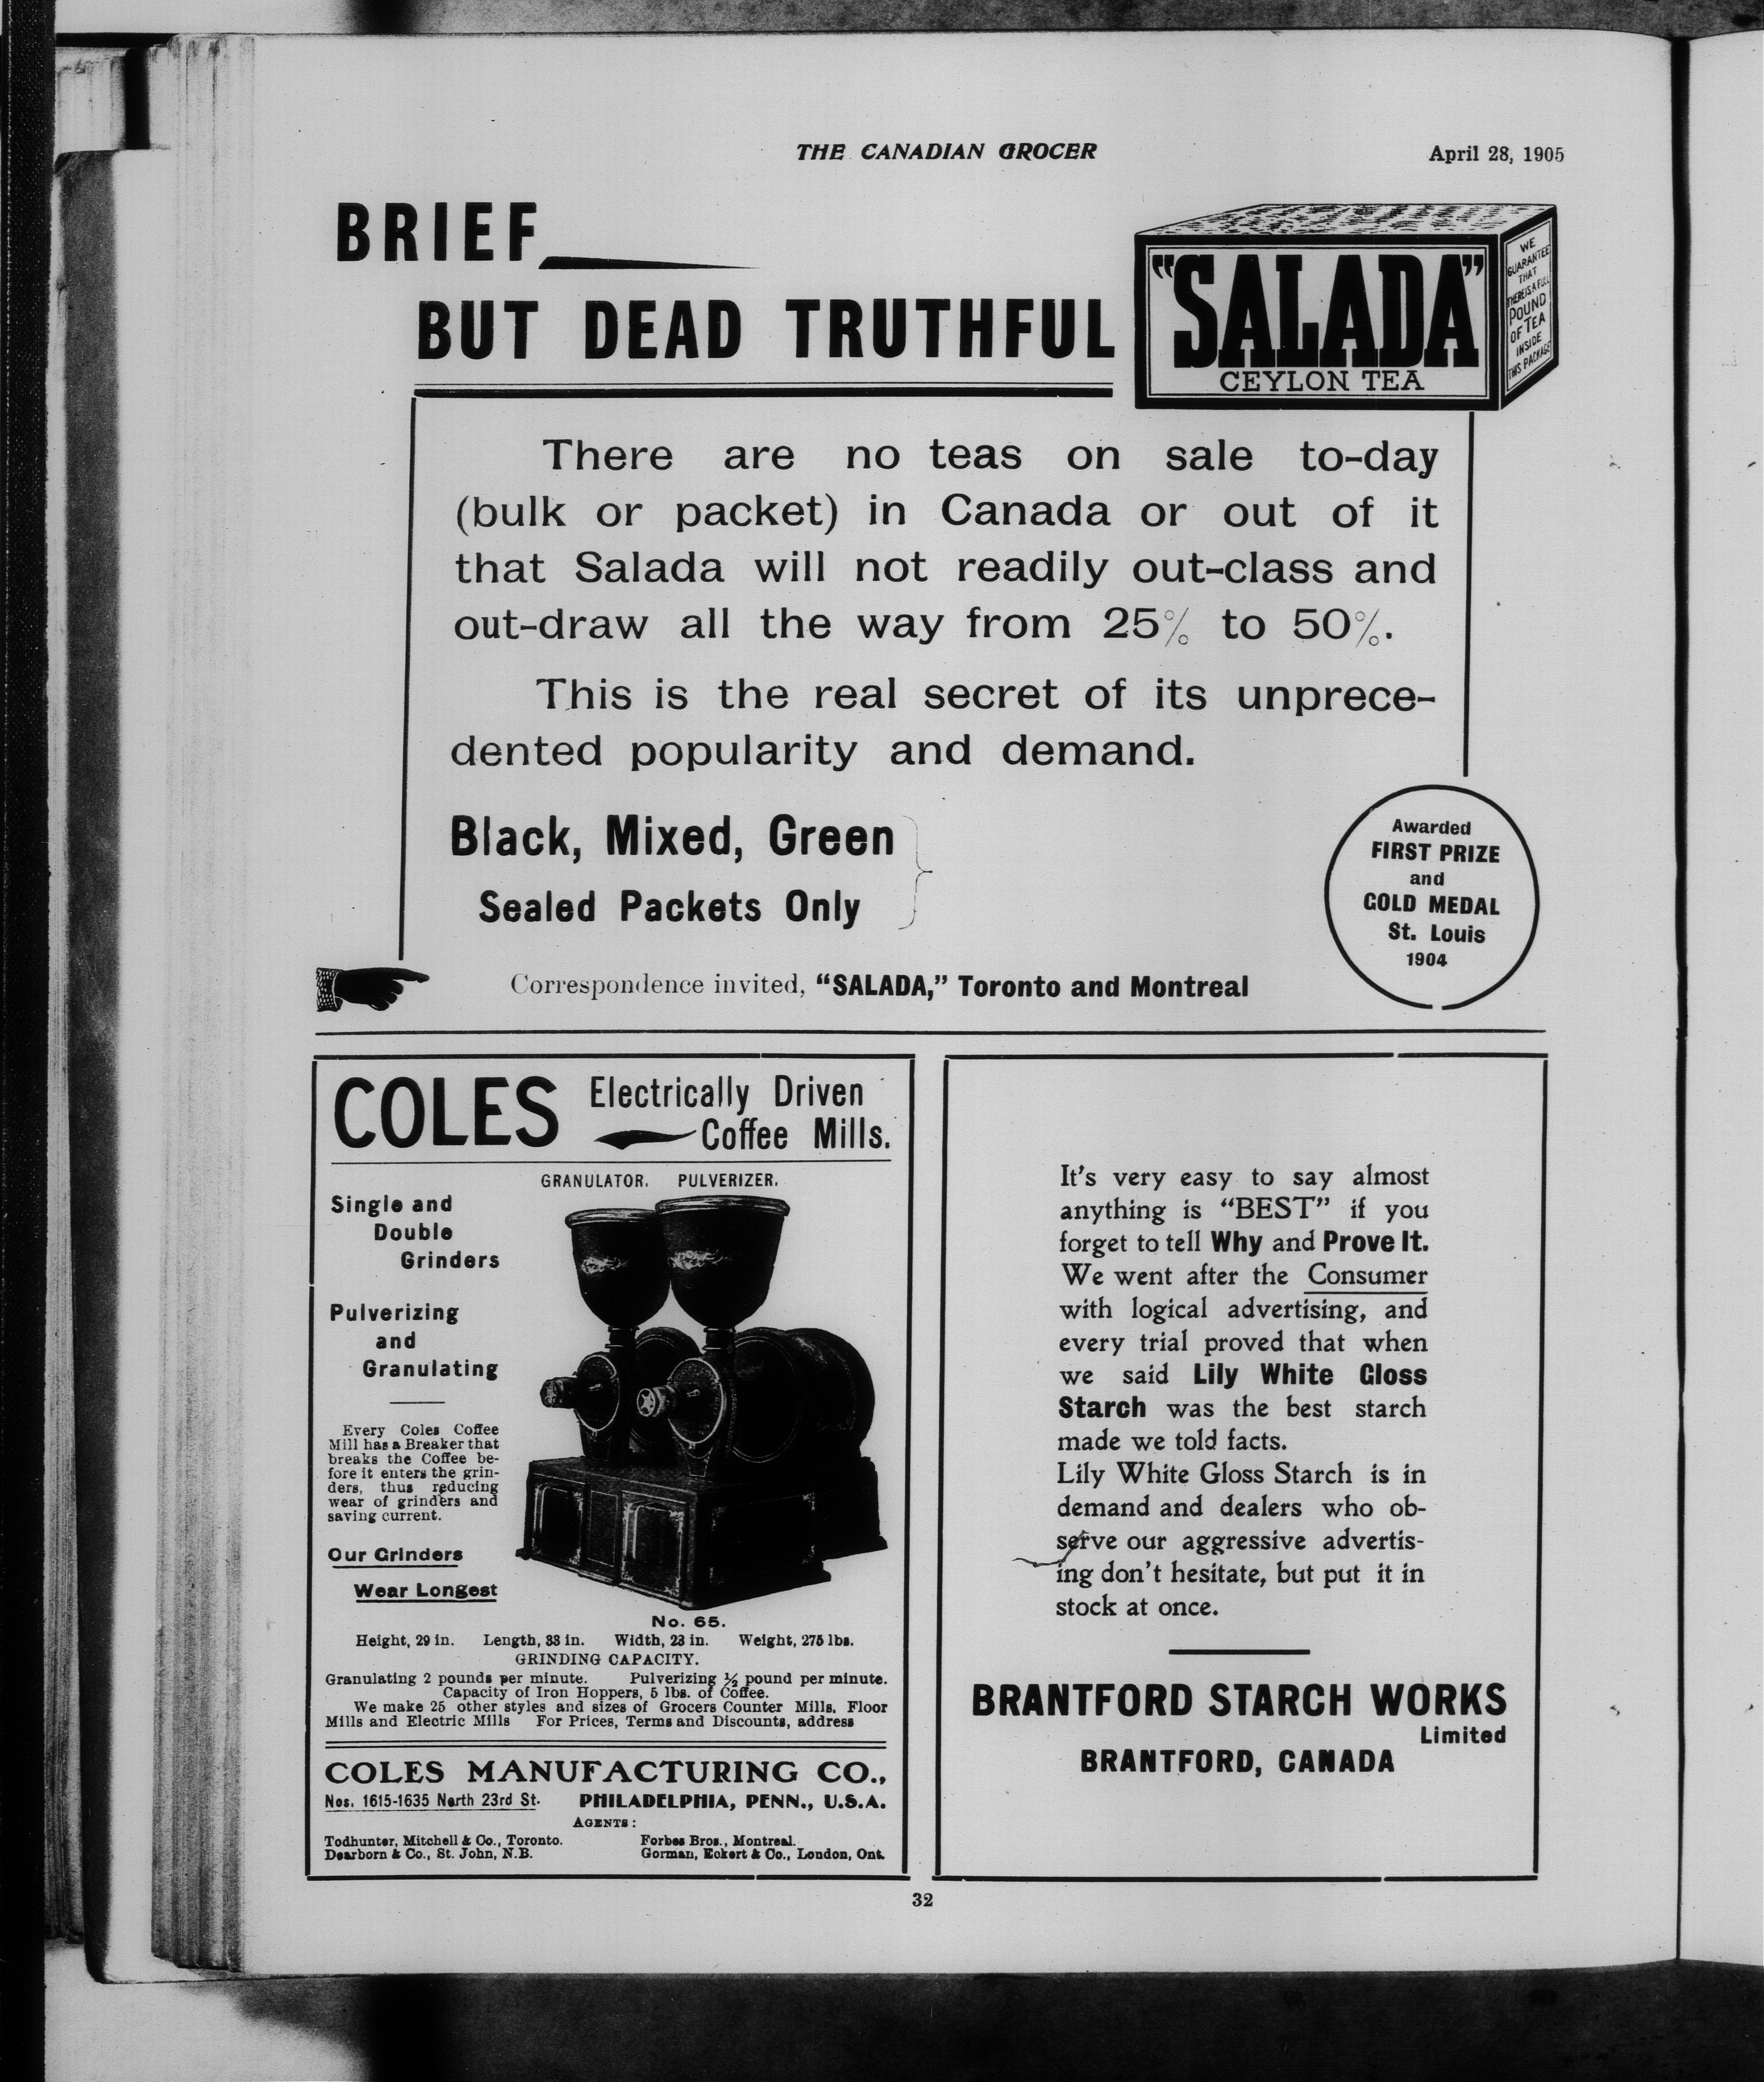 THE CANADIAN GROCER
April 28, 1905
BRIEF
BUT DEAD TRUTHFUL
"SALADA"
CEYLON TEA
WE
GUARANTEE
THAT
THERE IS A FULL
POUND
OF TEA
INSIDE
THIS PACKAGE
There are no teas on sale to-day
(bulk or packet) in Canada or out of it
that Salada will not readily out-class and
out-draw all the way from 25% to 50%.
This is the real secret of its unprece-
dented popularity and demand.
Black, Mixed, Green
Sealed Packets Only
Awarded
FIRST PRIZE
and
GOLD MEDAL
St. Louis
1904
Correspondence invited, "SALADA," Toronto and Montreal
COLES Electrically Driven
Coffee Mills.
GRANULATOR. PULVERIZER.
Single and
Double
Grinders
Pulverizing
and
Granulating
Every Coles Coffee
Mill has a Breaker that
breaks the Coffee be-
fore it enters the grin-
ders, thus reducing
wear of grinders and
saving current.
Our Grinders
Wear Longest
No. 65.
Height, 29 in. Length, 33 in. Width, 23 in. Weight, 275 lbs.
GRINDING CAPACITY.
Granulating 2 pounds per minute. Pulverizing ½ pound per minute.
Capacity of Iron Hoppers, 5 lbs. of Coffee.
We make 25 other styles and sizes of Grocers Counter Mills, Floor
Mills and Electric Mills For Prices, Terms and Discounts, address
COLES MANUFACTURING CO.,
Nos. 1615-1635 North 23rd St. PHILADELPHIA, PENN., U.S.A.
AGENTS:
Todhunter, Mitchell & Co., Toronto. Forbes Bros., Montreal.
Dearborn & Co., St. John, N.B. Gorman, Eckert & Co., London, Ont.
It's very easy to say almost
anything is "BEST" if you
forget to tell Why and Prove It.
We went after the Consumer
with logical advertising, and
every trial proved that when
we said Lily White Gloss
Starch was the best starch
made we told facts.
Lily White Gloss Starch is in
demand and dealers who ob-
serve our aggressive advertis-
ing don't hesitate, but put it in
stock at once.
BRANTFORD STARCH WORKS
Limited
BRANTFORD, CANADA
32